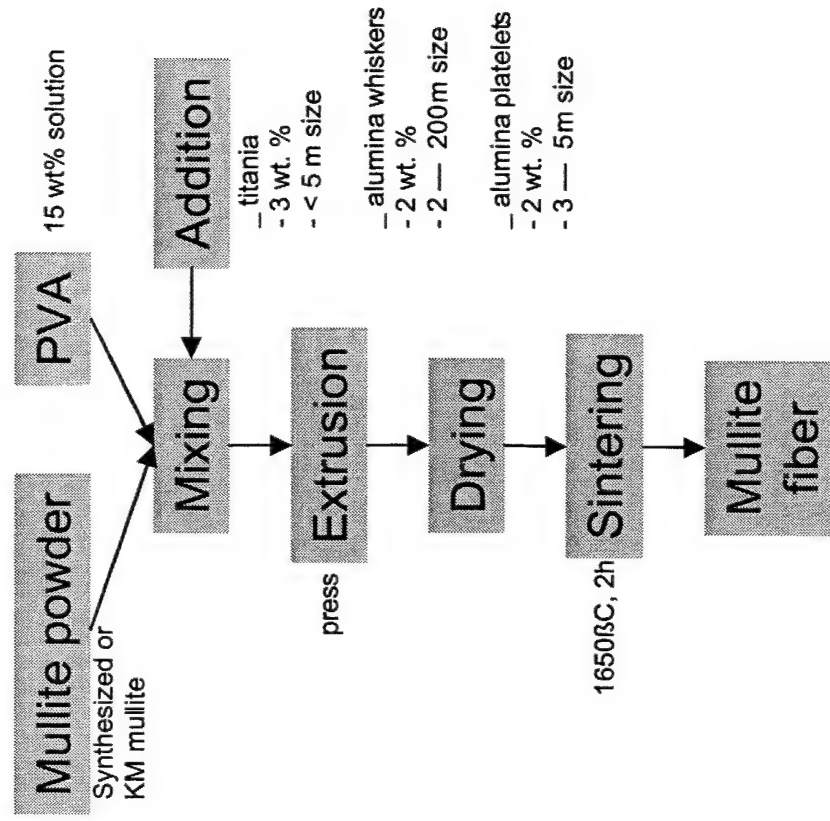 Mullite powder
Synthesized or
KM mullite
PVA
15 wt% solution
Mixing
Addition
– titania
- 3 wt. %
- < 5 m size
– alumina whiskers
- 2 wt. %
- 2 — 200m size
– alumina platelets
- 2 wt. %
- 3 — 5m size
Extrusion
press
Drying
Sintering
1650ßC, 2h
Mullite
fiber